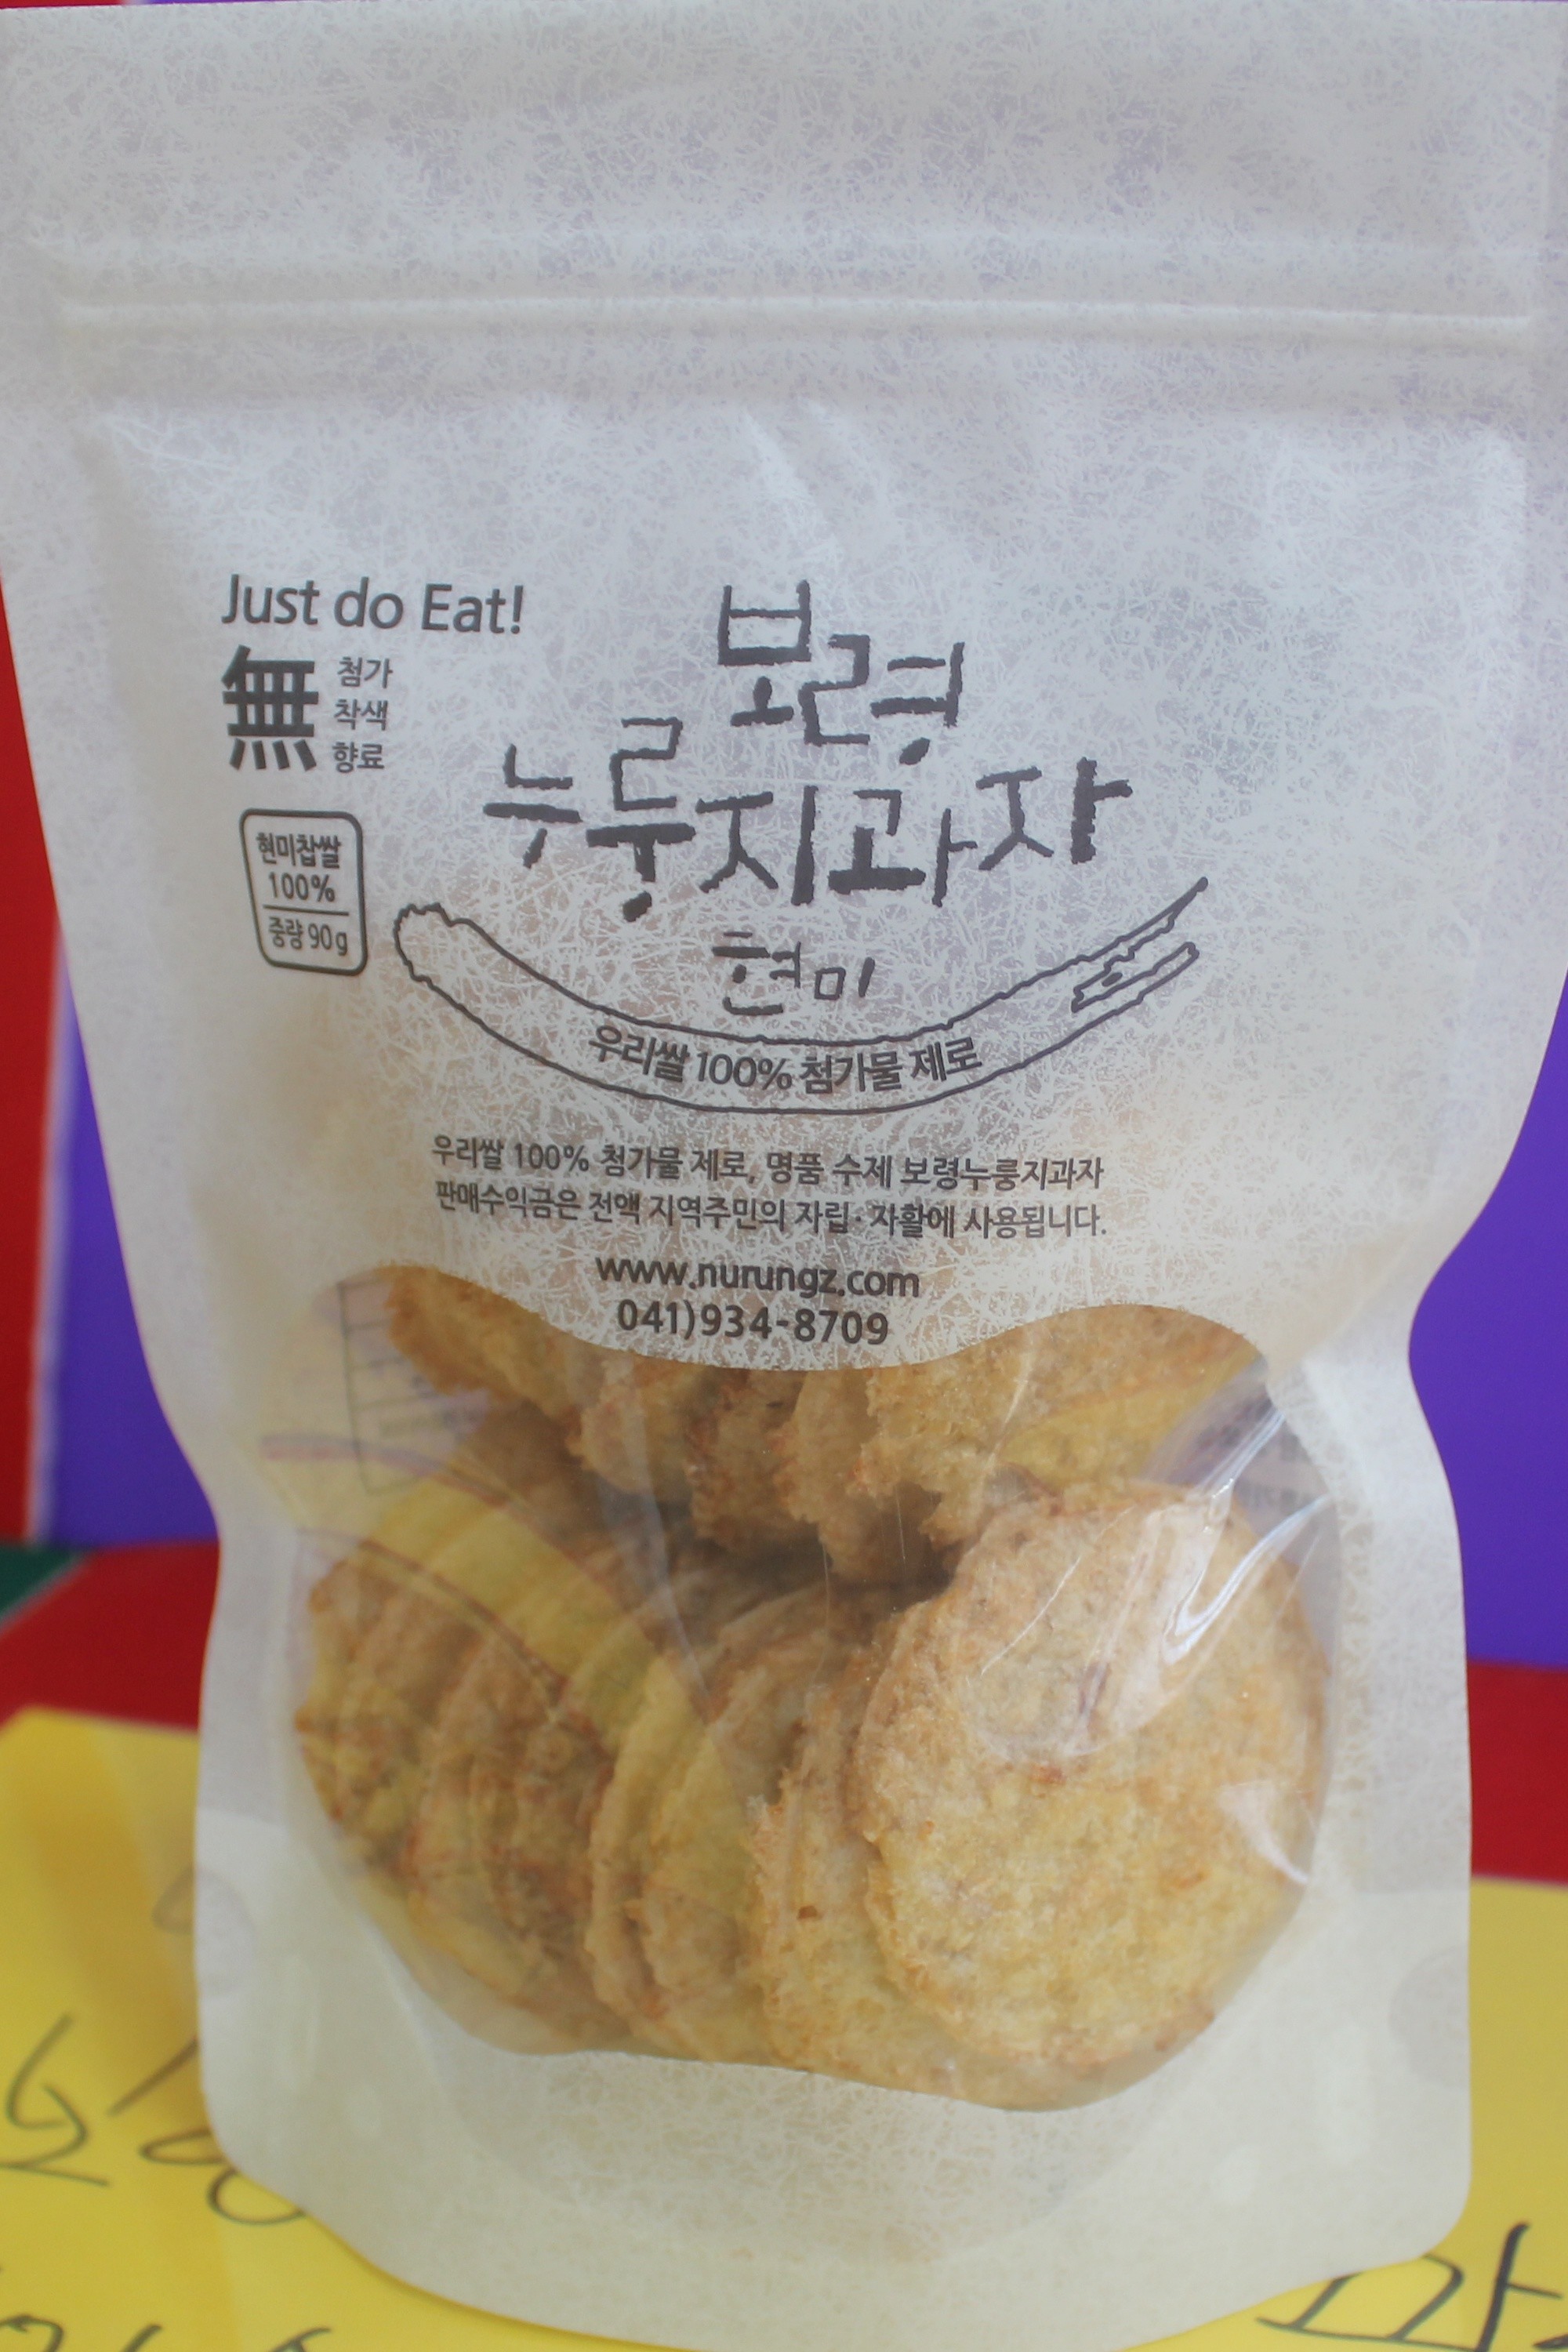 Just do Eat!
無 첨가
착색
향료
현미찹쌀
100%
중량 90g
보령
누룽지과자
현미
우리쌀 100% 첨가물 제로
우리쌀 100% 첨가물 제로, 명품 수제 보령누룽지과자
판매수익금은 전액 지역주민의 자립·자활에 사용됩니다.
www.nurungz.com
041)934-8709